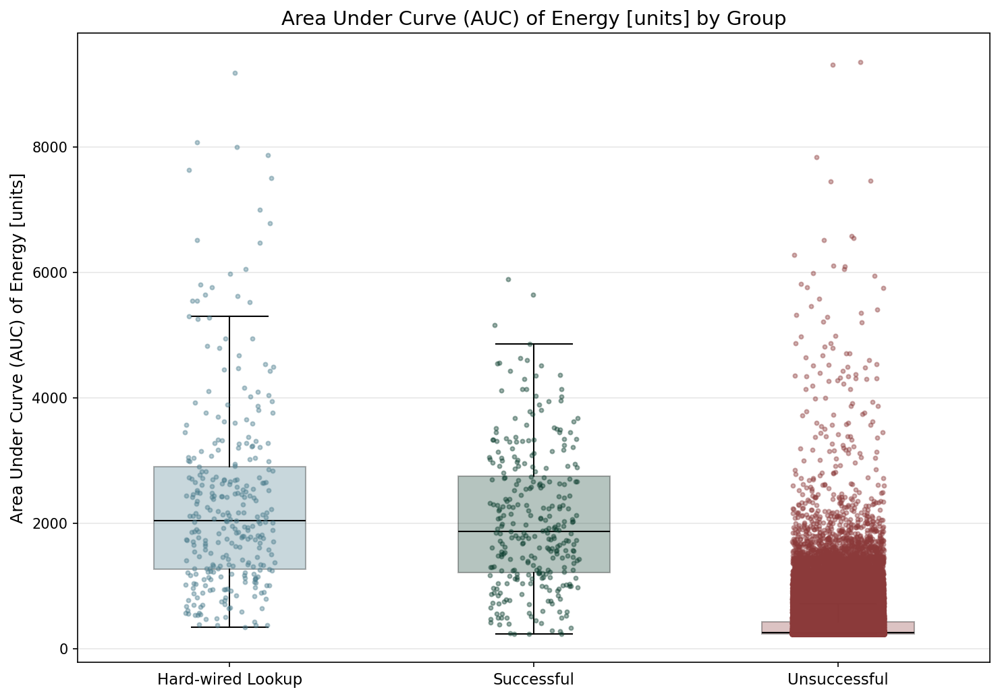 Area Under Curve (AUC) of Energy [units] by Group
Area Under Curve (AUC) of Energy [units]
8000
6000
4000
2000
0
Hard-wired Lookup
Successful
Unsuccessful